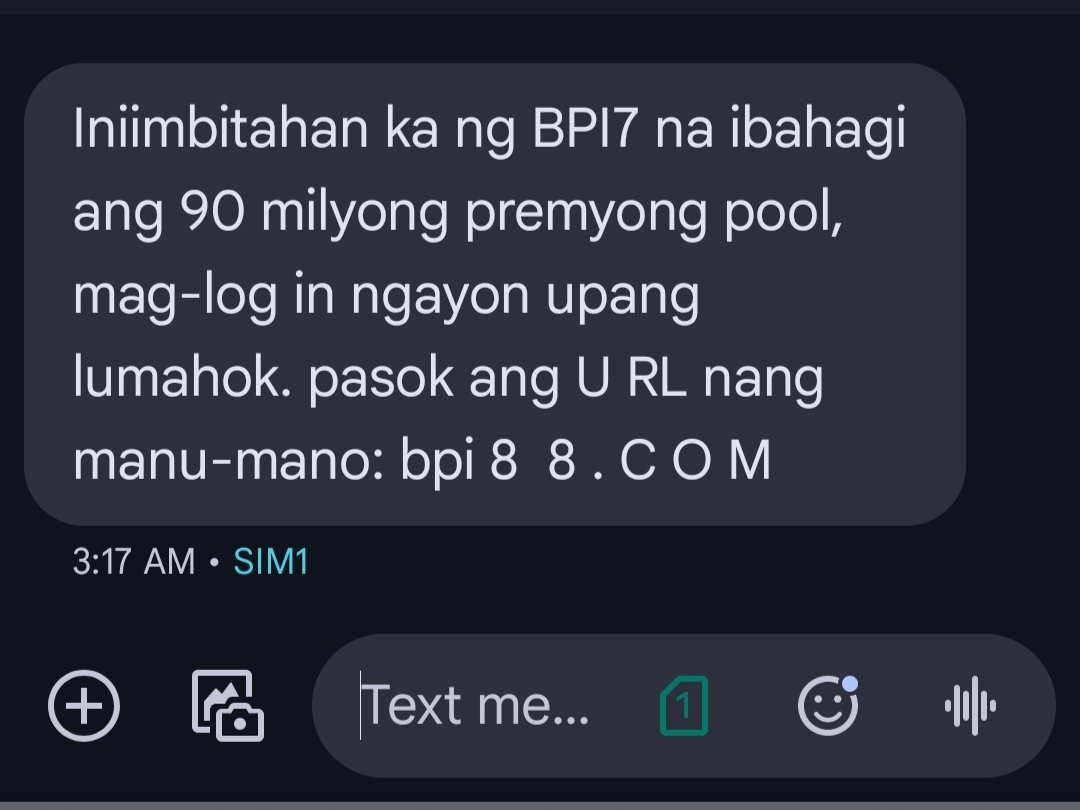 Iniimbitahan ka ng BPI7 na ibahagi
ang 90 milyong premyong pool,
mag-log in ngayon upang
lumahok. pasok ang U RL nang
manu-mano: bpi 8  8 . C O M
3:17 AM • SIM1
Text me... 1